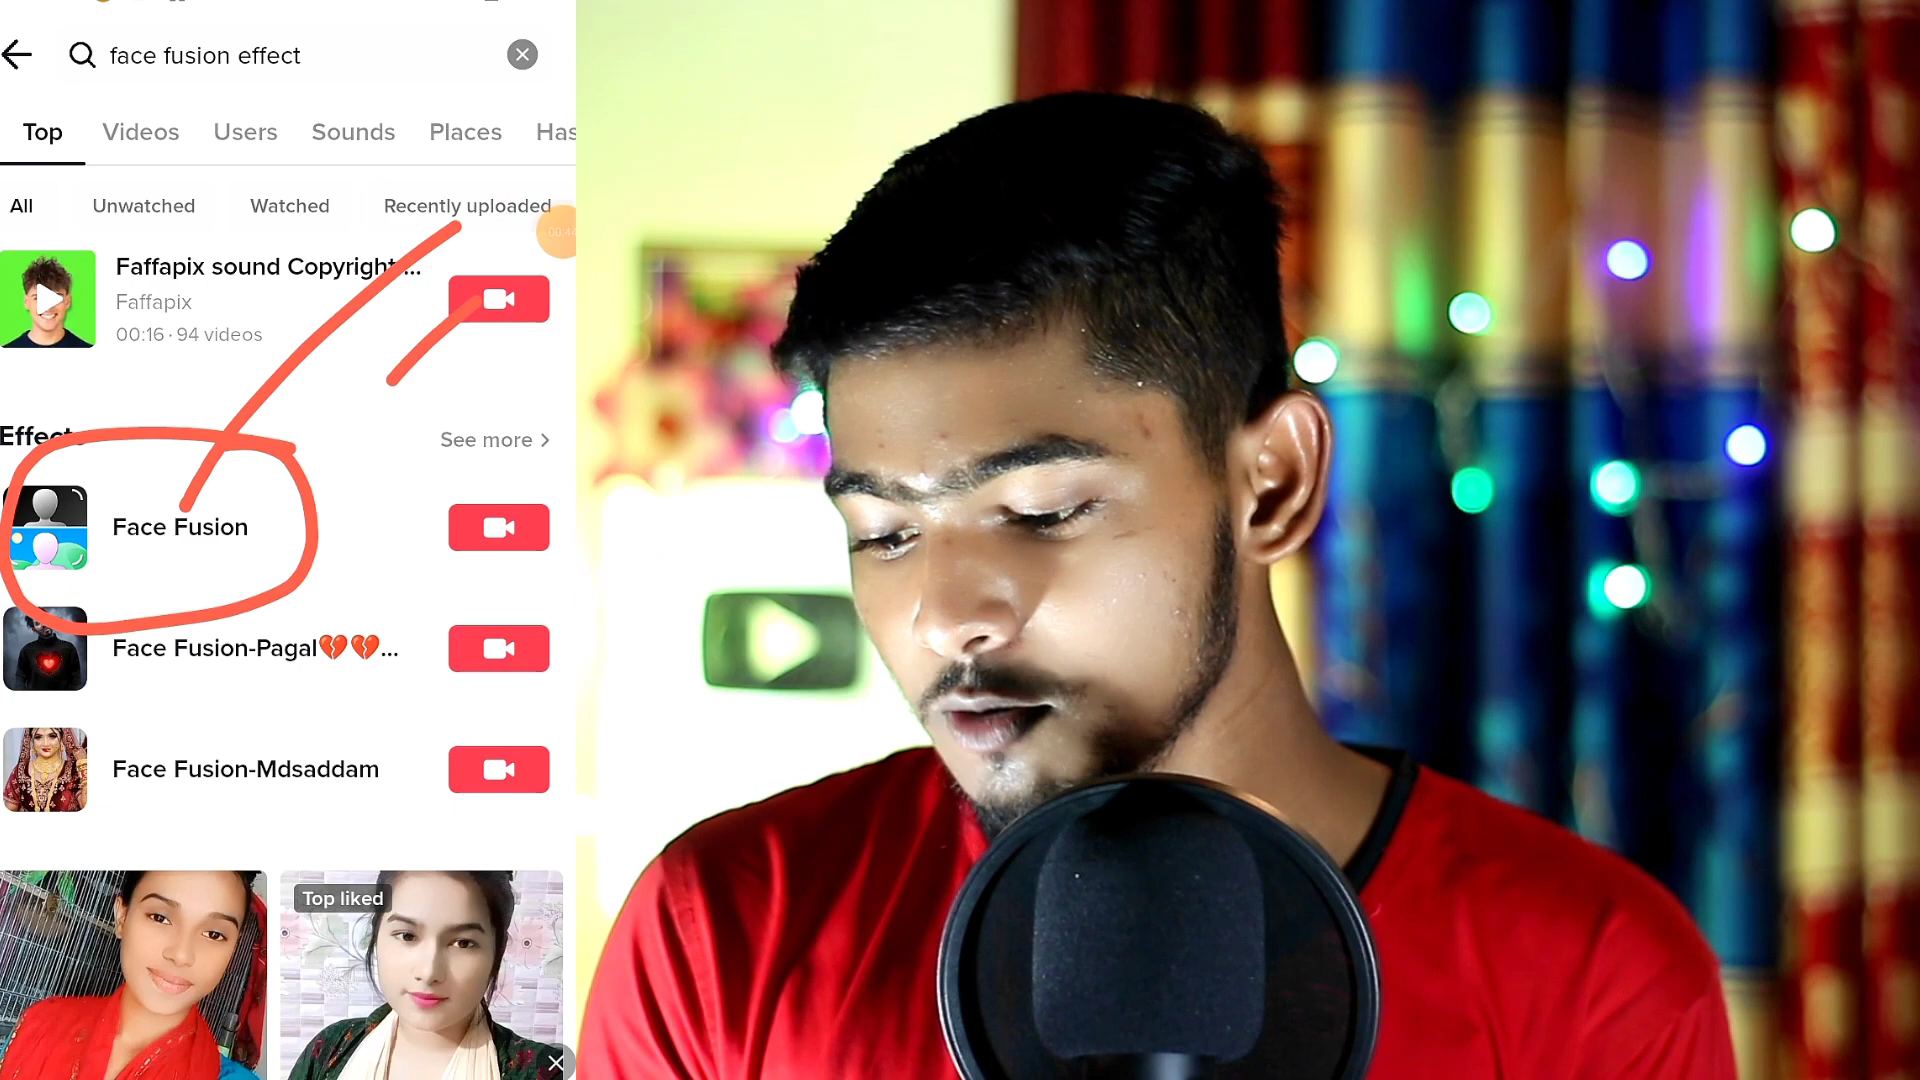 face fusion effect
Top Videos Users Sounds Places Has
All Unwatched Watched Recently uploaded
Faffapix sound Copyright ...
Faffapix
00:16 · 94 videos
Effects
See more >
Face Fusion
Face Fusion-Pagal💔💔...
Face Fusion-Mdsaddam
Top liked